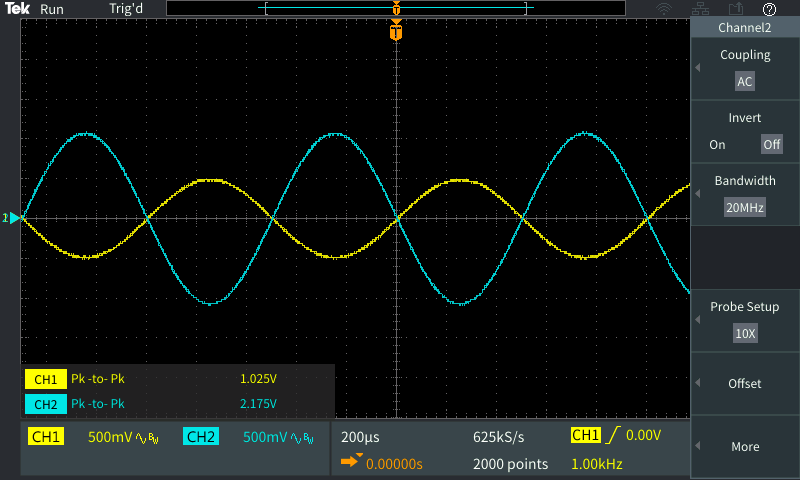 Tek Run Trig'd
T
T
?
Channel2
Coupling
AC
Invert
On Off
Bandwidth
20MHz
Probe Setup
10X
Offset
More
CH1 Pk -to- Pk 1.025V
CH2 Pk -to- Pk 2.175V
CH1 500mV BW CH2 500mV BW
200µs 625kS/s CH1 0.00V
0.00000s 2000 points 1.00kHz